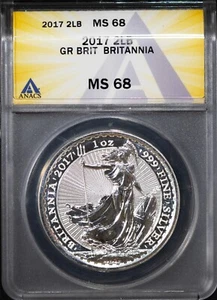 2017 2LB MS 68
2017 2LB
GR BRIT BRITANNIA
MS 68
ANACS
BRITANNIA · 2017 1 oz 999 FINE SILVER